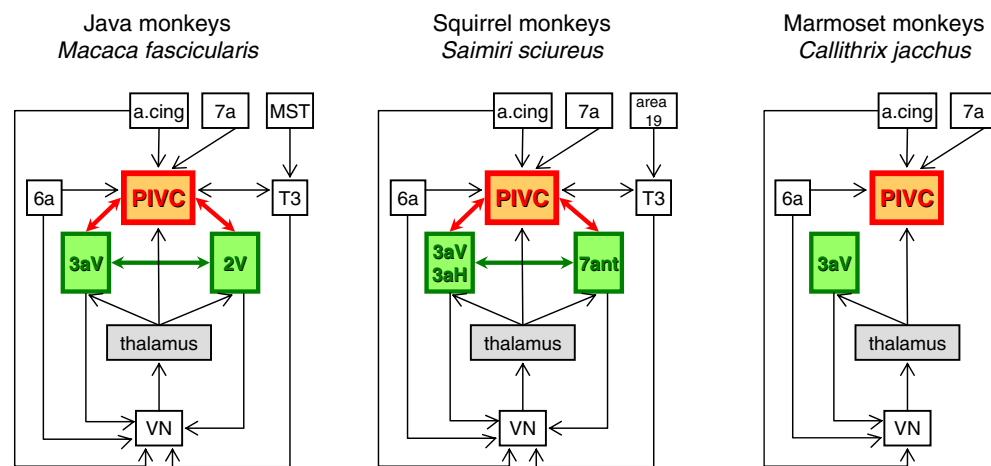 Java monkeys
Macaca fascicularis
a.cing
7a
MST
6a
PIVC
T3
3aV
2V
thalamus
VN
Squirrel monkeys
Saimiri sciureus
a.cing
7a
area
19
6a
PIVC
T3
3aV
3aH
7ant
thalamus
VN
Marmoset monkeys
Callithrix jacchus
a.cing
7a
6a
PIVC
3aV
thalamus
VN